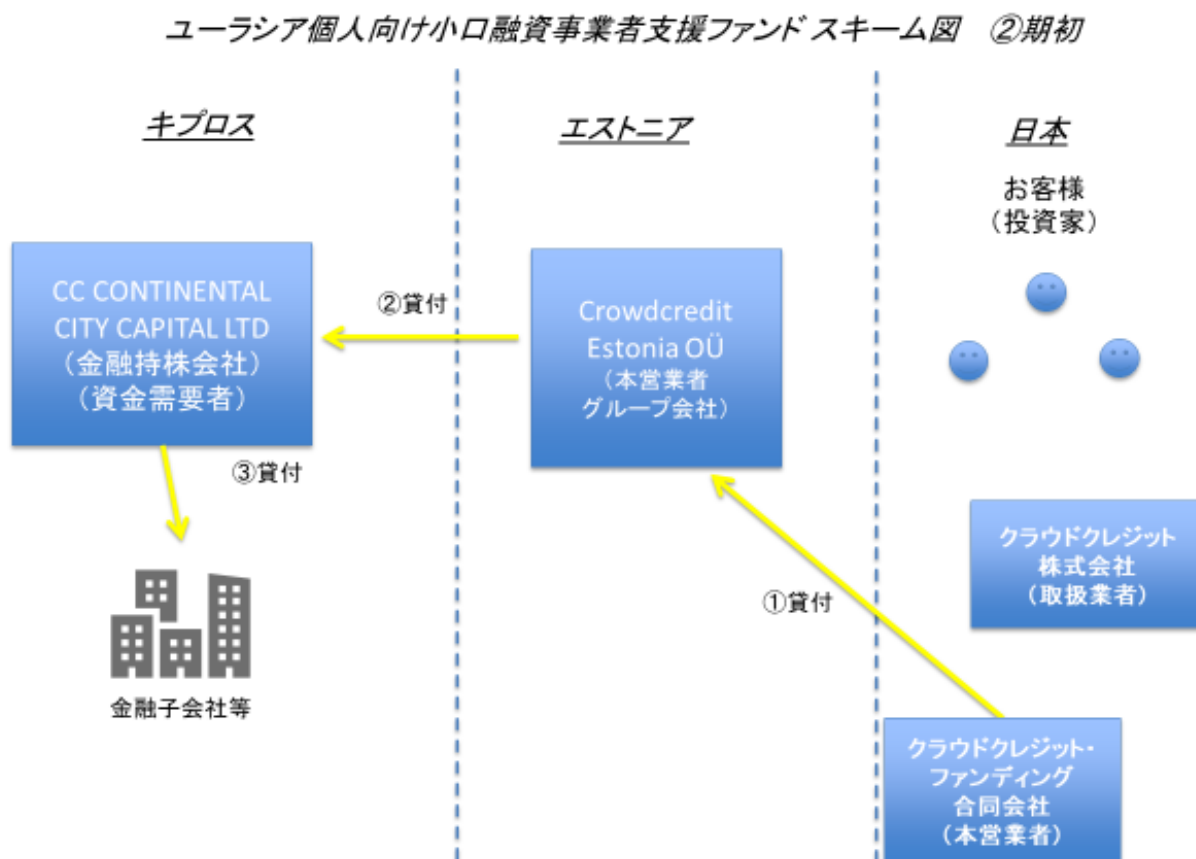 ユーラシア個人向け小口融資事業者支援ファンド スキーム図　②期初
キプロス
エストニア
日本
お客様
（投資家）
CC CONTINENTAL
CITY CAPITAL LTD
（金融持株会社）
（資金需要者）
②貸付
Crowdcredit
Estonia OÜ
（本営業者
グループ会社）
③貸付
金融子会社等
①貸付
クラウドクレジット
株式会社
（取扱業者）
クラウドクレジット・
ファンディング
合同会社
（本営業者）